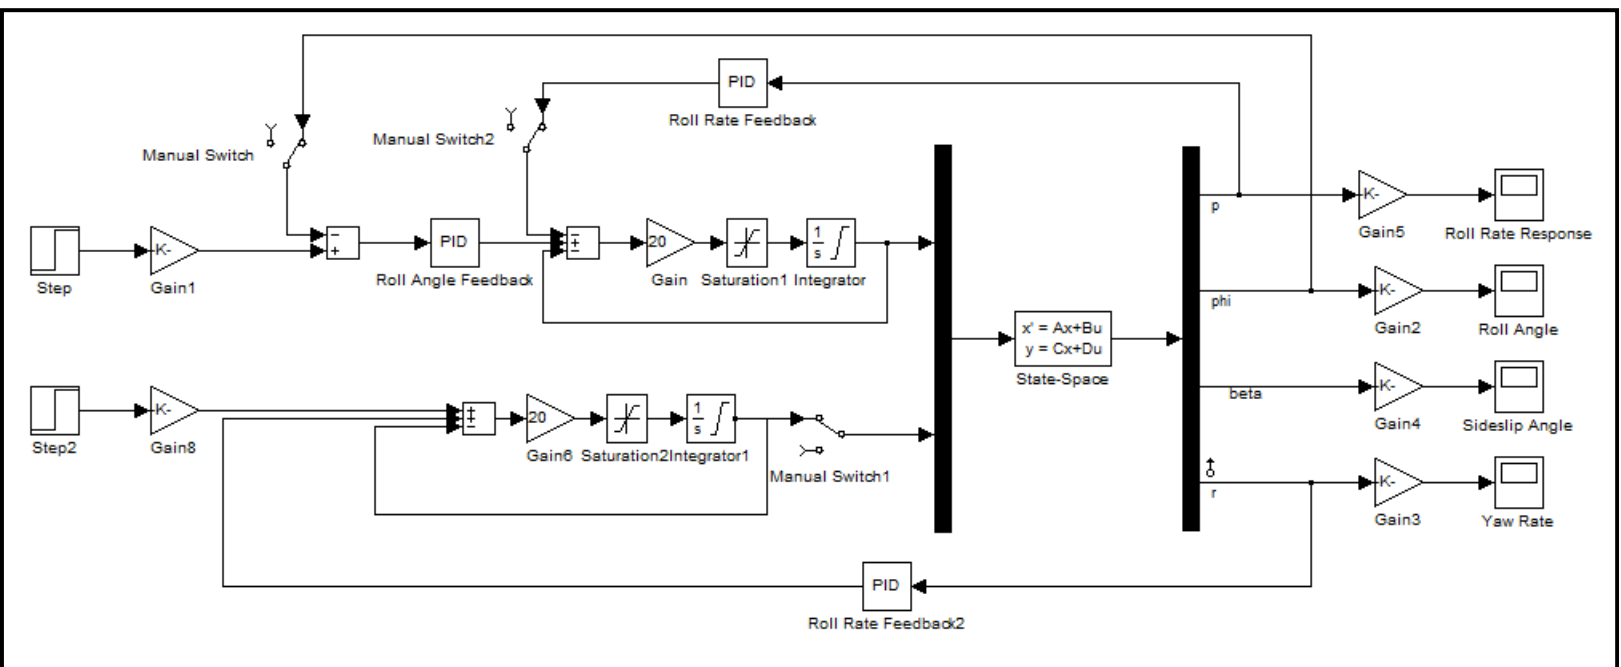 PID
Roll Rate Feedback
Manual Switch2
Manual Switch
K-
Step
Gain1
PID
Roll Angle Feedback
20
Gain
Saturation1
1
s
Integrator
x' = Ax+Bu
y = Cx+Du
State-Space
p
K-
Gain5
Roll Rate Response
phi
K-
Gain2
Roll Angle
beta
K-
Gain4
Sideslip Angle
r
K-
Gain3
Yaw Rate
K-
Step2
Gain8
20
Gain6
Saturation2
1
s
Integrator1
Manual Switch1
PID
Roll Rate Feedback2